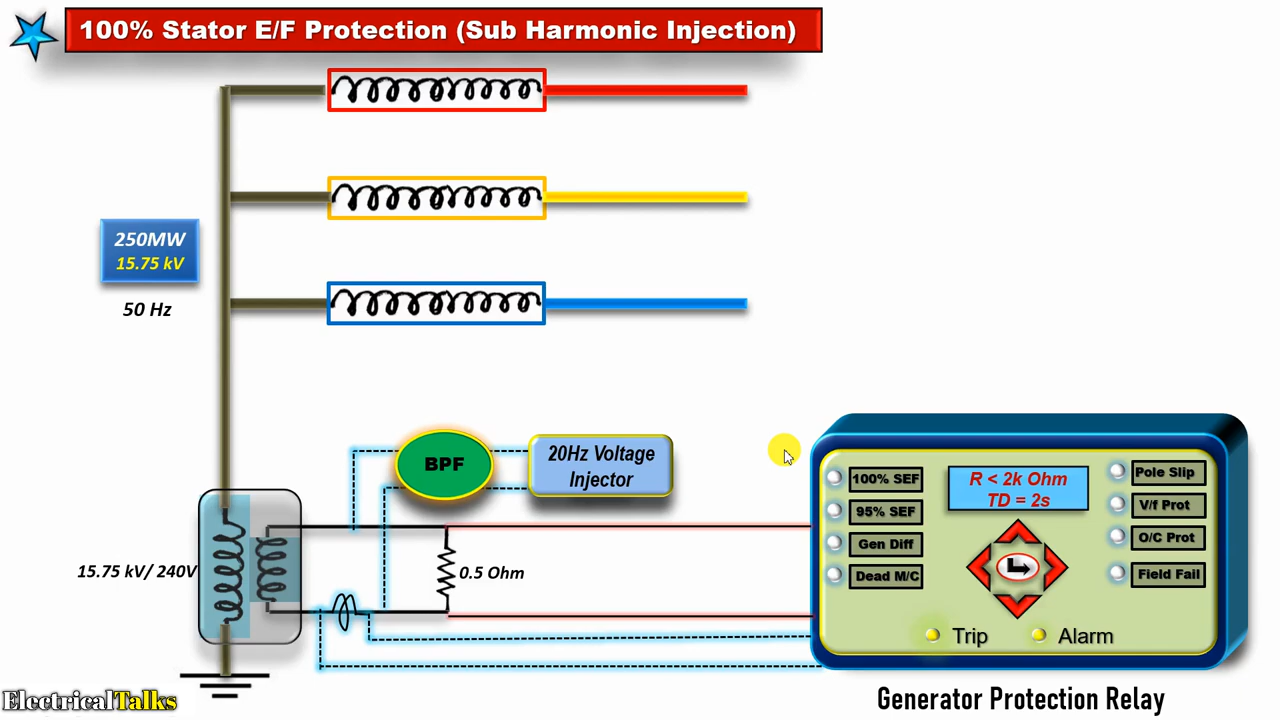 100% Stator E/F Protection (Sub Harmonic Injection)
250MW
15.75 kV
50 Hz
BPF
20Hz Voltage
Injector
15.75 kV/ 240V
0.5 Ohm
100% SEF
95% SEF
Gen Diff
Dead M/C
R < 2k Ohm
TD = 2s
Pole Slip
V/f Prot
O/C Prot
Field Fail
Trip
Alarm
Generator Protection Relay
ElectricalTalks